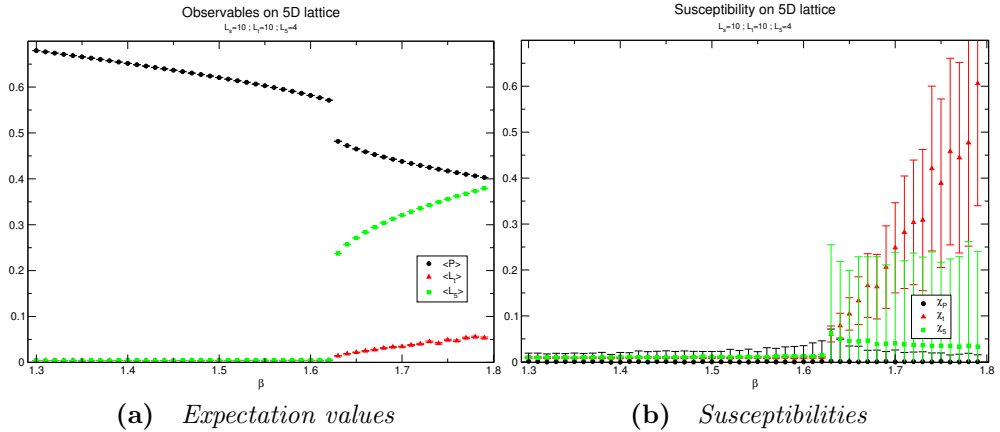 Observables on 5D lattice
Lₛ=10 ; Lₜ=10 ; L₅=4
0.6
0.5
0.4
0.3
0.2
0.1
0
1.3 1.4 1.5 1.6 1.7 1.8
β
<P>
<Lₜ>
<L₅>
(a) Expectation values
Susceptibility on 5D lattice
Lₛ=10 ; Lₜ=10 ; L₅=4
0.6
0.5
0.4
0.3
0.2
0.1
0
1.3 1.4 1.5 1.6 1.7 1.8
β
χ_P
χₜ
χ₅
(b) Susceptibilities